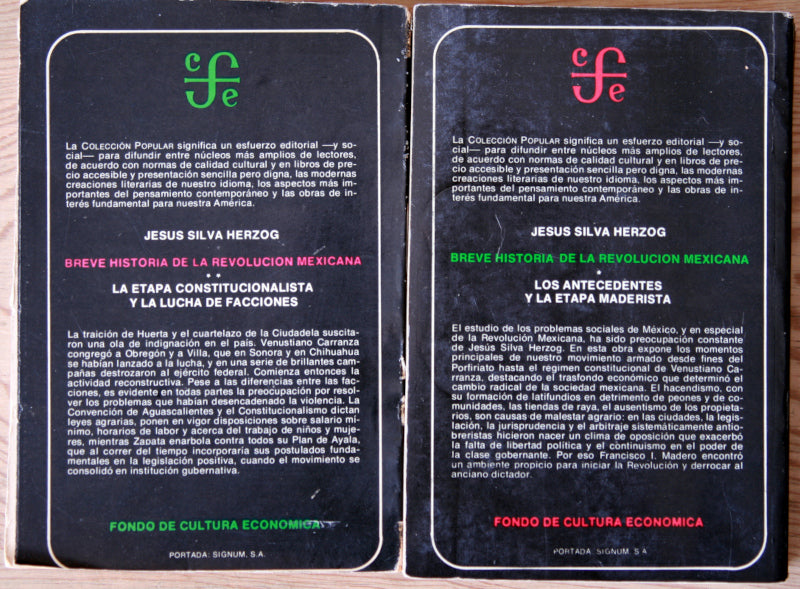 cfe
La COLECCIÓN POPULAR significa un esfuerzo editorial —y so-
cial— para difundir entre núcleos más amplios de lectores,
de acuerdo con normas de calidad cultural y en libros de pre-
cio accesible y presentación sencilla pero digna, las modernas
creaciones literarias de nuestro idioma, los aspectos más im-
portantes del pensamiento contemporáneo y las obras de in-
terés fundamental para nuestra América.
JESUS SILVA HERZOG
BREVE HISTORIA DE LA REVOLUCION MEXICANA
* *
LA ETAPA CONSTITUCIONALISTA
Y LA LUCHA DE FACCIONES
La traición de Huerta y el cuartelazo de la Ciudadela suscita-
ron una ola de indignación en el país. Venustiano Carranza
congregó a Obregón y a Villa, que en Sonora y en Chihuahua
se habían lanzado a la lucha, y en una serie de brillantes cam-
pañas destrozaron al ejército federal. Comienza entonces la
actividad reconstructiva. Pese a las diferencias entre las fac-
ciones, es evidente en todas partes la preocupación por resol-
ver los problemas que habían desencadenado la violencia. La
Convención de Aguascalientes y el Constitucionalismo dictan
leyes agrarias, ponen en vigor disposiciones sobre salario mí-
nimo, horarios de labor y acerca del trabajo de niños y muje-
res, mientras Zapata enarbola contra todos su Plan de Ayala,
que al correr del tiempo incorporaría sus postulados funda-
mentales en la legislación positiva, cuando el movimiento se
consolidó en institución gubernativa.
FONDO DE CULTURA ECONOMICA
PORTADA: SIGNUM, S.A.
cfe
La COLECCIÓN POPULAR significa un esfuerzo editorial —y so-
cial— para difundir entre núcleos más amplios de lectores,
de acuerdo con normas de calidad cultural y en libros de pre-
cio accesible y presentación sencilla pero digna, las modernas
creaciones literarias de nuestro idioma, los aspectos más im-
portantes del pensamiento contemporáneo y las obras de in-
terés fundamental para nuestra América.
JESUS SILVA HERZOG
BREVE HISTORIA DE LA REVOLUCION MEXICANA
*
LOS ANTECEDENTES
Y LA ETAPA MADERISTA
El estudio de los problemas sociales de México, y en especial
de la Revolución Mexicana, ha sido preocupación constante
de Jesús Silva Herzog. En esta obra expone los momentos
principales de nuestro movimiento armado desde fines del
Porfiriato hasta el regimen constitucional de Venustiano Ca-
rranza, destacando el trasfondo económico que determinó el
cambio radical de la sociedad mexicana. El hacendismo, con
su formación de latifundios en detrimento de peones y de co-
munidades, las tiendas de raya, el ausentismo de los propieta-
rios, son causas de malestar agrario: en las ciudades, la legis-
lación, la jurisprudencia y el arbitraje sistemáticamente anti-
obreristas hicieron nacer un clima de oposición que exacerbó
la falta de libertad política y el continuismo en el poder de
la clase gobernante. Por eso Francisco I. Madero encontró
un ambiente propicio para iniciar la Revolución y derrocar al
anciano dictador.
FONDO DE CULTURA ECONOMICA
PORTADA: SIGNUM, S A